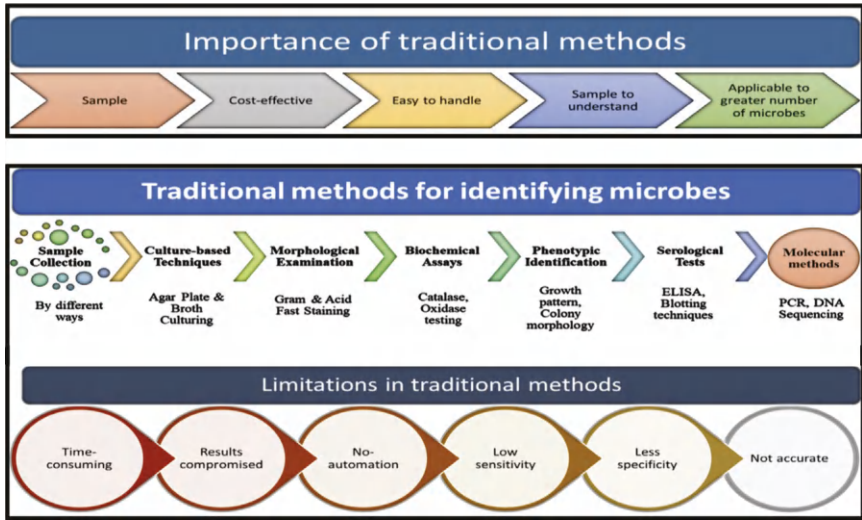 Importance of traditional methods
Sample
Cost-effective
Easy to handle
Sample to
understand
Applicable to
greater number
of microbes
Traditional methods for identifying microbes
Sample
Collection
By different
ways
Culture-based
Techniques
Agar Plate &
Broth
Culturing
Morphological
Examination
Gram & Acid
Fast Staining
Biochemical
Assays
Catalase,
Oxidase
testing
Phenotypic
Identification
Growth
pattern,
Colony
morphology
Serological
Tests
ELISA,
Blotting
techniques
Molecular
methods
PCR, DNA
Sequencing
Limitations in traditional methods
Time-
consuming
Results
compromised
No-
automation
Low
sensitivity
Less
specificity
Not accurate